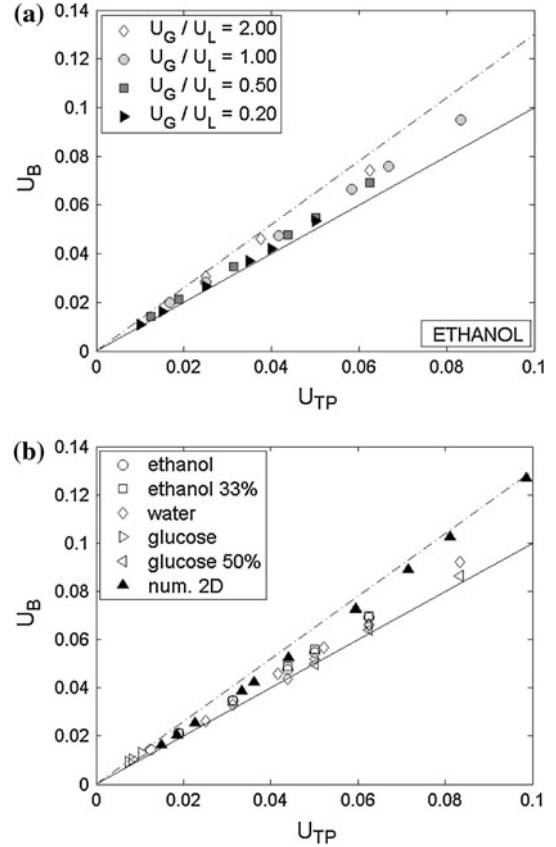 (a)
0.14
0.12
0.1
0.08
0.06
0.04
0.02
0
U_B
U_G / U_L = 2.00
U_G / U_L = 1.00
U_G / U_L = 0.50
U_G / U_L = 0.20
ETHANOL
0 0.02 0.04 0.06 0.08 0.1
U_TP
(b)
0.14
0.12
0.1
0.08
0.06
0.04
0.02
0
U_B
ethanol
ethanol 33%
water
glucose
glucose 50%
num. 2D
0 0.02 0.04 0.06 0.08 0.1
U_TP